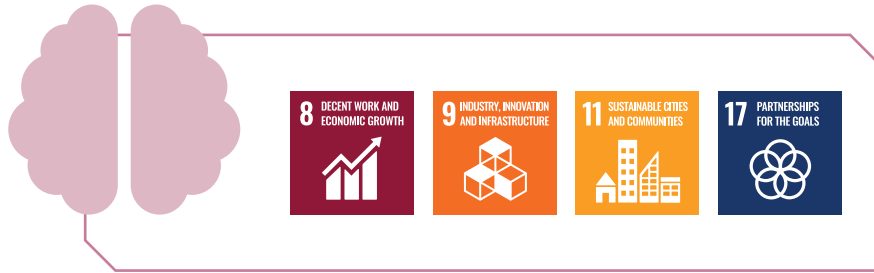 8 DECENT WORK AND
ECONOMIC GROWTH
9 INDUSTRY, INNOVATION
AND INFRASTRUCTURE
11 SUSTAINABLE CITIES
AND COMMUNITIES
17 PARTNERSHIPS
FOR THE GOALS